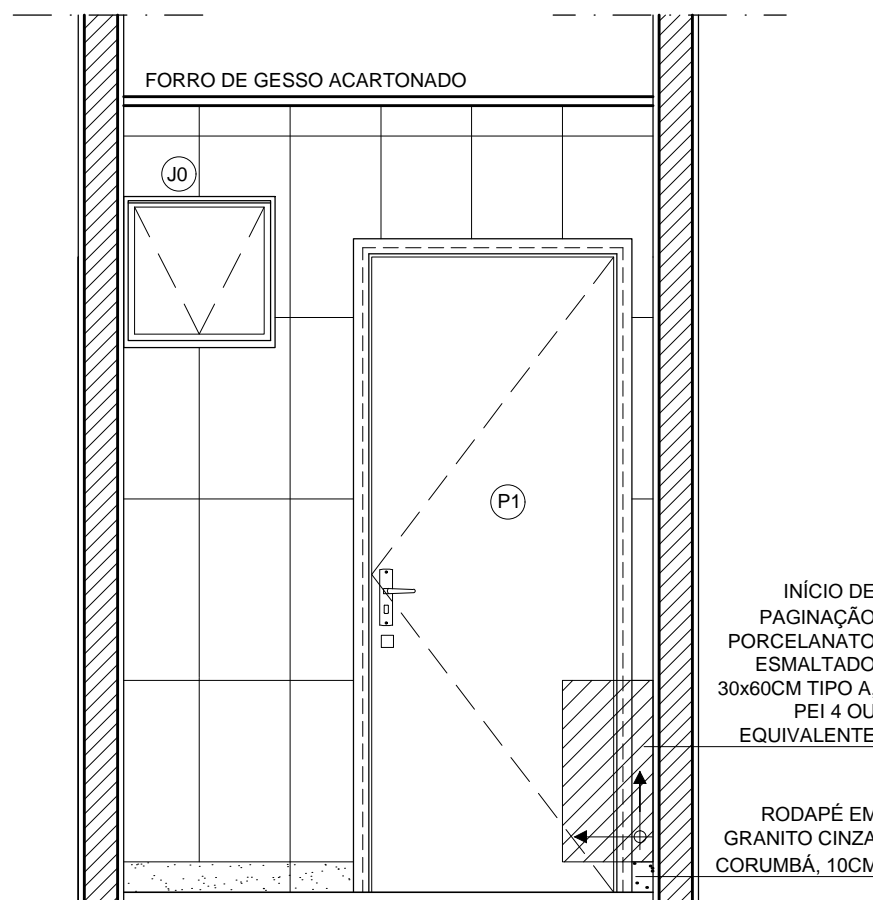 FORRO DE GESSO ACARTONADO
J0
P1
INÍCIO DE
PAGINAÇÃO
PORCELANATO
ESMALTADO
30x60CM TIPO A,
PEI 4 OU
EQUIVALENTE
RODAPÉ EM
GRANITO CINZA
CORUMBÁ, 10CM